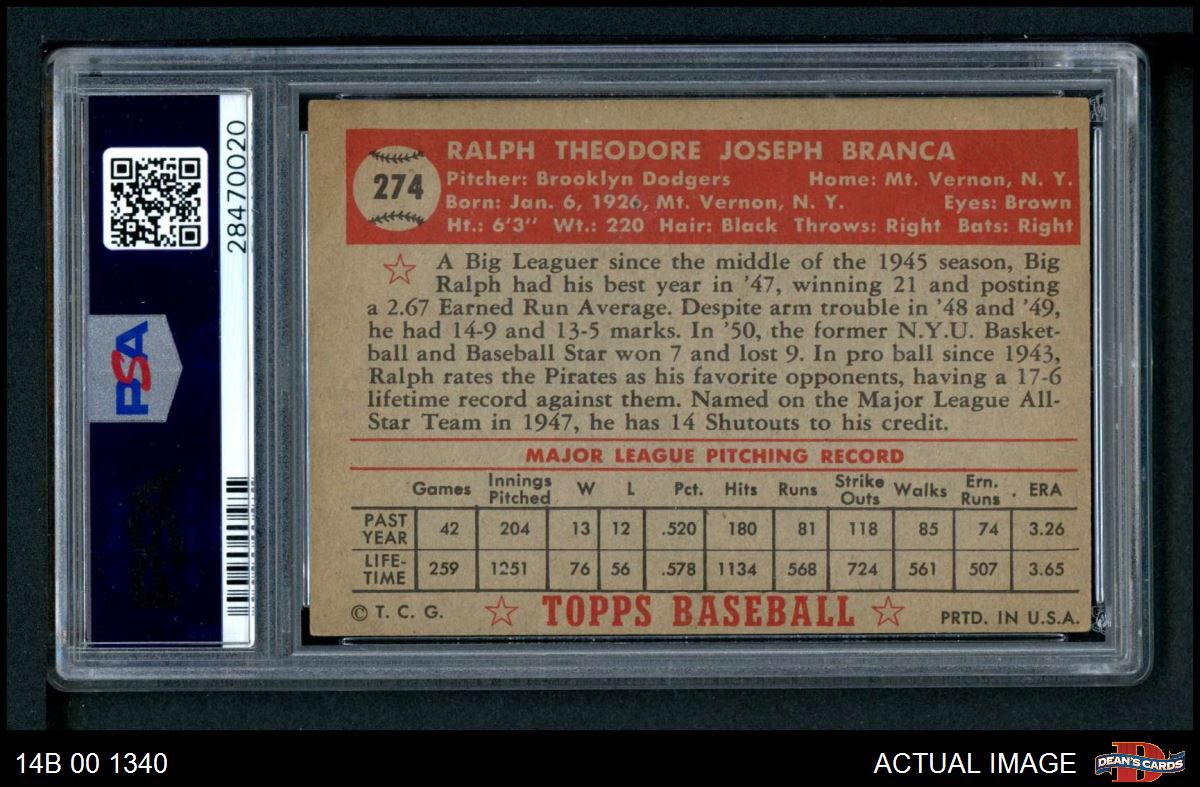 28470020
PSA
274
RALPH THEODORE JOSEPH BRANCA
Pitcher: Brooklyn Dodgers Home: Mt. Vernon, N. Y.
Born: Jan. 6, 1926, Mt. Vernon, N. Y. Eyes: Brown
Ht.: 6'3" Wt.: 220 Hair: Black Throws: Right Bats: Right
A Big Leaguer since the middle of the 1945 season, Big
Ralph had his best year in '47, winning 21 and posting
a 2.67 Earned Run Average. Despite arm trouble in '48 and '49,
he had 14-9 and 13-5 marks. In '50, the former N.Y.U. Basket-
ball and Baseball Star won 7 and lost 9. In pro ball since 1943,
Ralph rates the Pirates as his favorite opponents, having a 17-6
lifetime record against them. Named on the Major League All-
Star Team in 1947, he has 14 Shutouts to his credit.
MAJOR LEAGUE PITCHING RECORD
Games Innings Pitched W L Pct. Hits Runs Strike Outs Walks Ern. Runs . ERA
PAST YEAR 42 204 13 12 .520 180 81 118 85 74 3.26
LIFE-TIME 259 1251 76 56 .578 1134 568 724 561 507 3.65
© T. C. G. TOPPS BASEBALL PRTD. IN U.S.A.
14B 00 1340 ACTUAL IMAGE DEAN'S CARDS